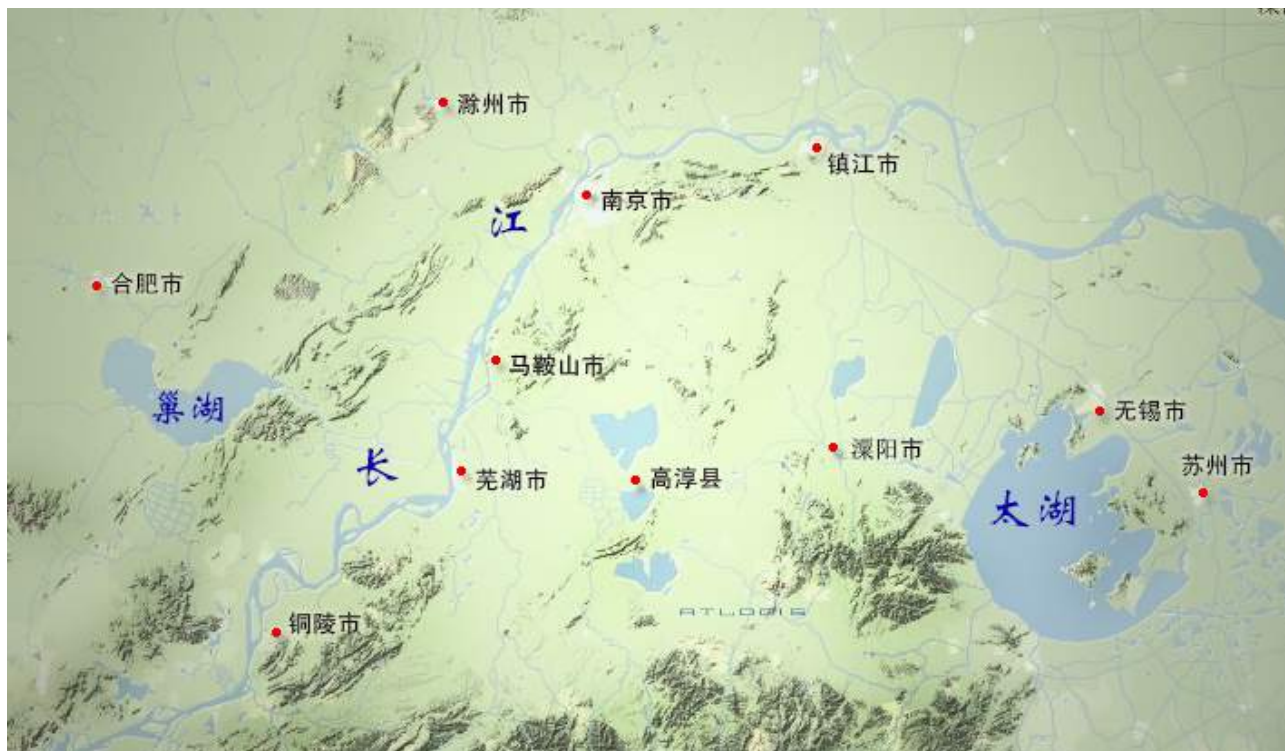 滁州市
镇江市
南京市
江
合肥市
马鞍山市
巢湖
无锡市
溧阳市
长
芜湖市
高淳县
苏州市
太湖
ATLOGIS
铜陵市